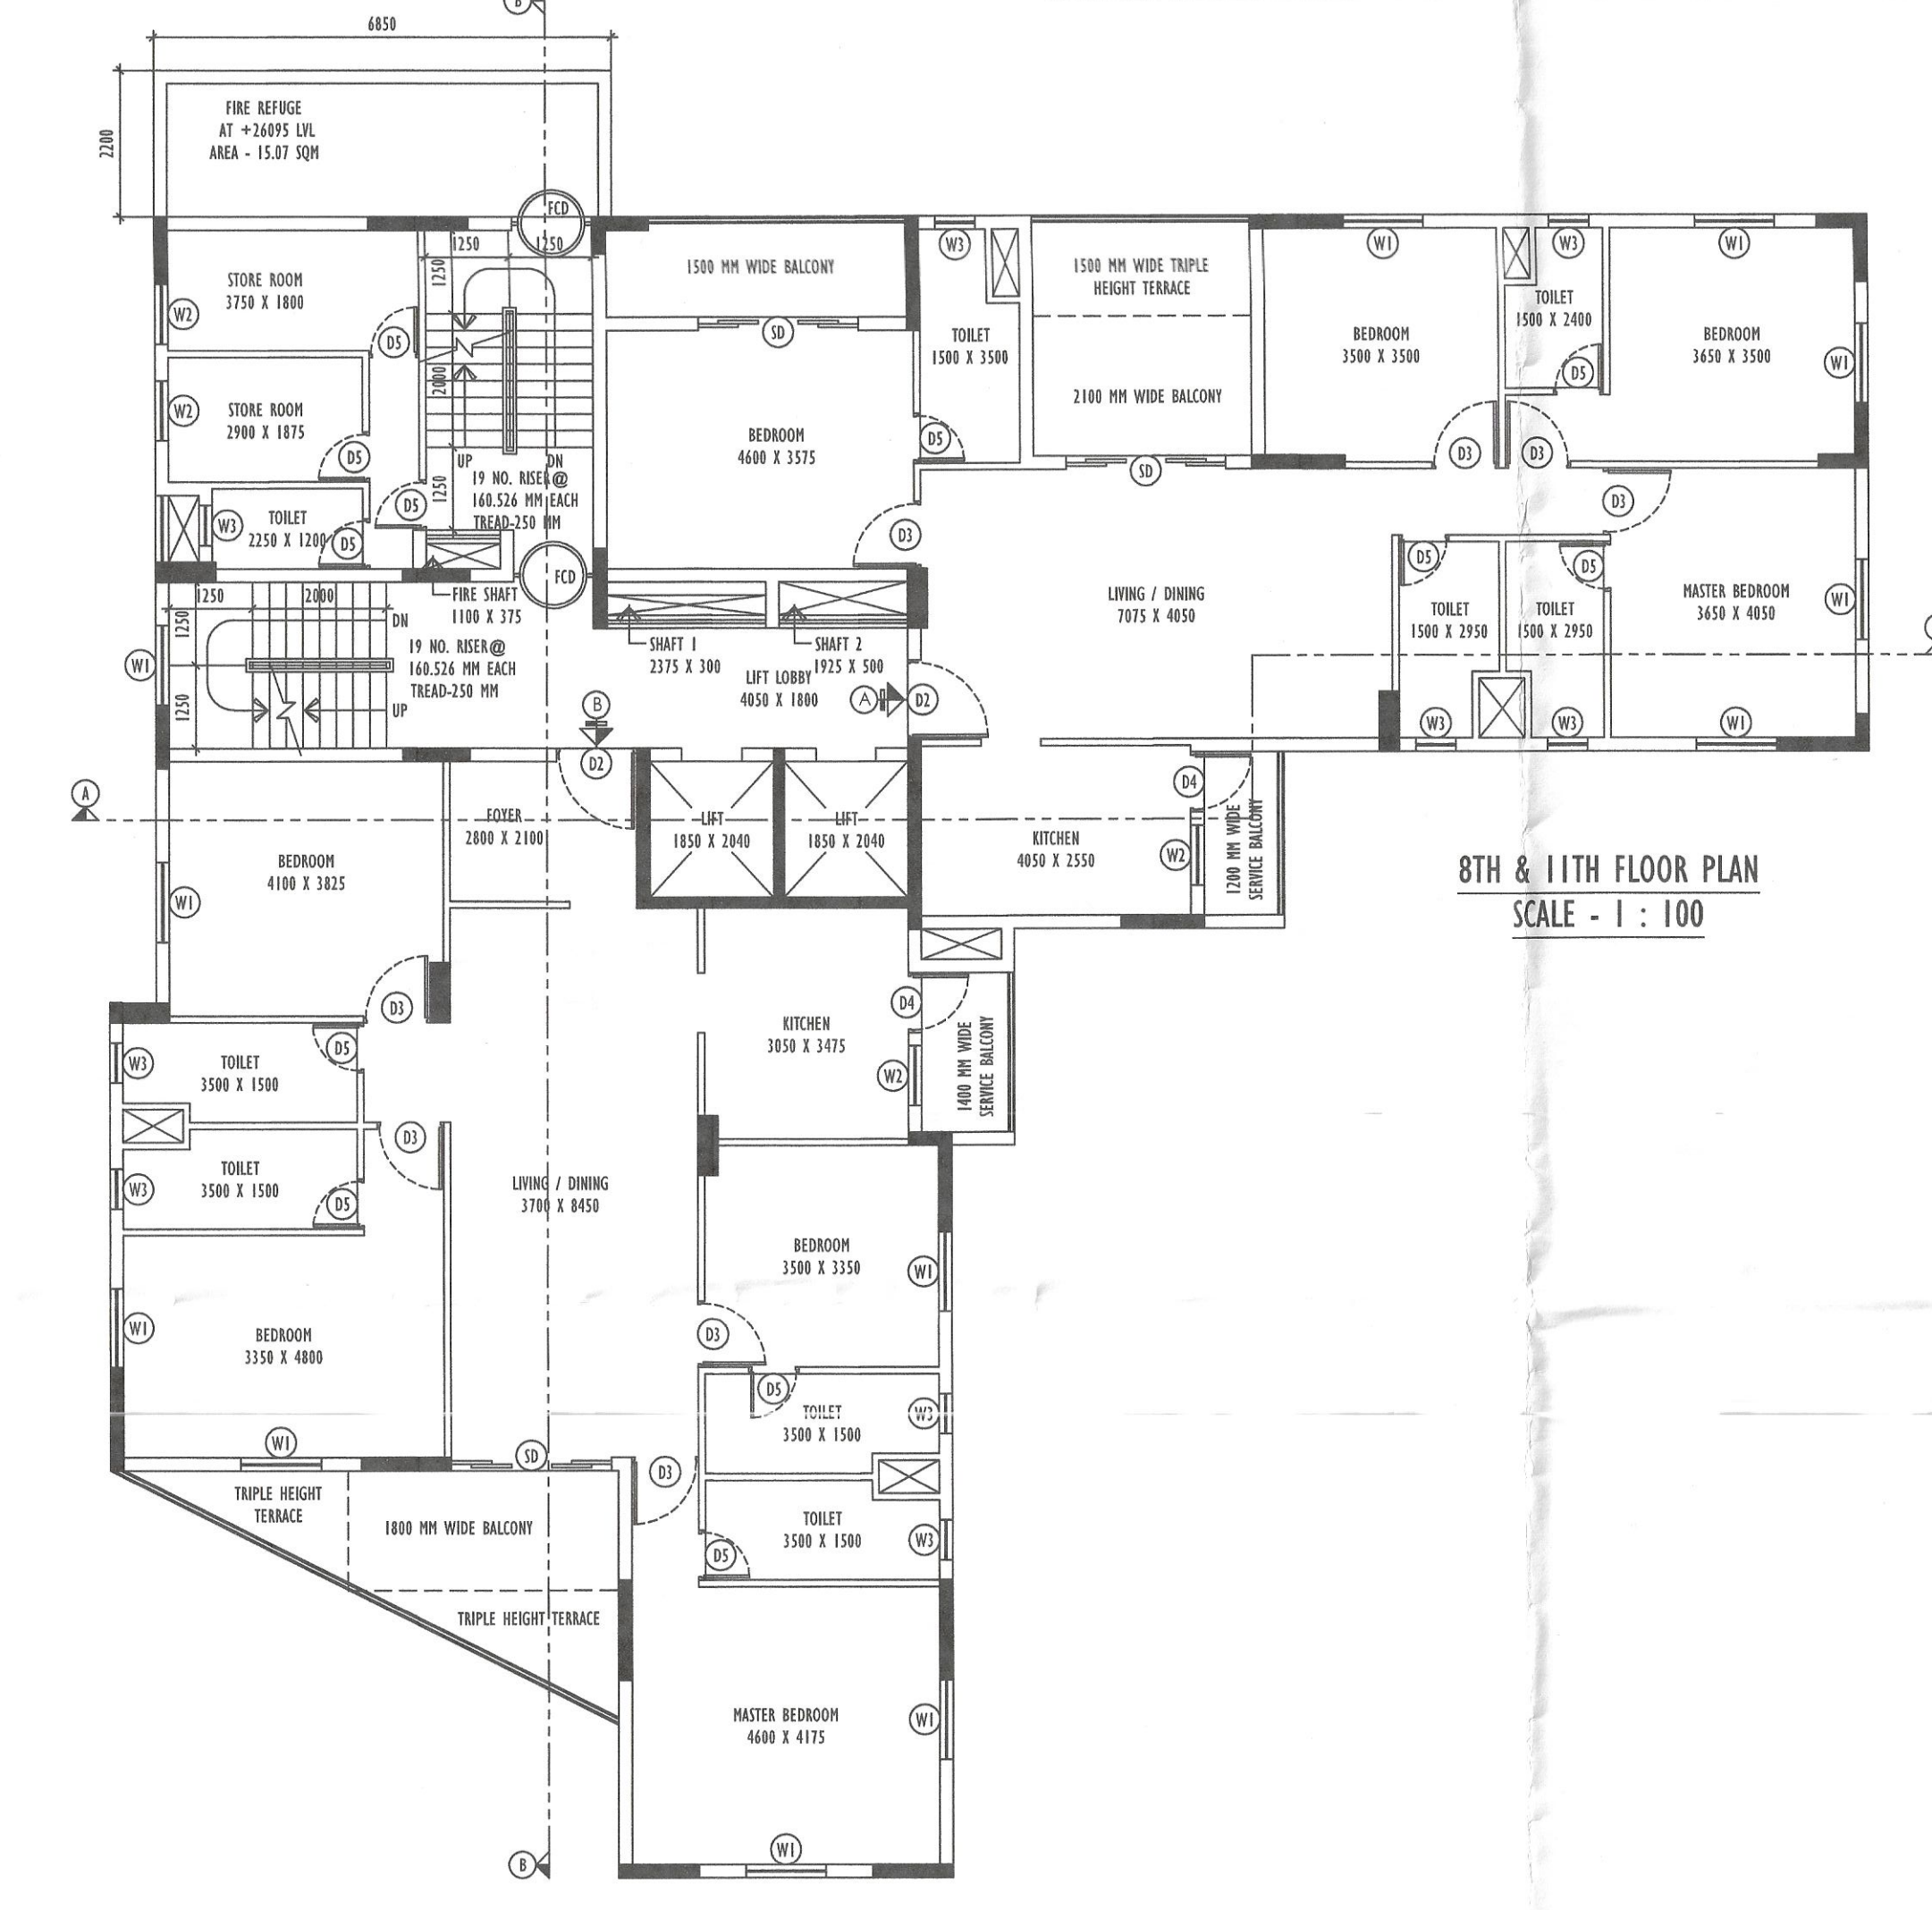 B
6850
2200
FIRE REFUGE
AT +26095 LVL
AREA - 15.07 SQM
FCD
1250
1250
1250
STORE ROOM
3750 X 1800
W2
D5
2000
STORE ROOM
2900 X 1875
W2
D5
UP
DN
19 NO. RISER@
160.526 MM EACH
TREAD-250 MM
1250
D5
TOILET
2250 X 1200
W3
D5
FCD
FIRE SHAFT
1100 X 375
1250
2000
1250
DN
19 NO. RISER@
160.526 MM EACH
TREAD-250 MM
W1
1250
UP
1500 MM WIDE BALCONY
SD
BEDROOM
4600 X 3575
D3
W3
TOILET
1500 X 3500
D5
1500 MM WIDE TRIPLE
HEIGHT TERRACE
2100 MM WIDE BALCONY
SD
W1
BEDROOM
3500 X 3500
D3
W3
TOILET
1500 X 2400
D5
D3
W1
BEDROOM
3650 X 3500
W1
D3
SHAFT 1
2375 X 300
SHAFT 2
1925 X 500
LIFT LOBBY
4050 X 1800
A
D2
B
D2
LIVING / DINING
7075 X 4050
D5
TOILET
1500 X 2950
W3
D5
TOILET
1500 X 2950
W3
MASTER BEDROOM
3650 X 4050
W1
W1
A
FOYER
2800 X 2100
LIFT
1850 X 2040
LIFT
1850 X 2040
KITCHEN
4050 X 2550
D4
W2
1200 MM WIDE
SERVICE BALCONY
8TH & 11TH FLOOR PLAN
SCALE - 1 : 100
BEDROOM
4100 X 3825
W1
D3
KITCHEN
3050 X 3475
D4
W2
1400 MM WIDE
SERVICE BALCONY
W3
TOILET
3500 X 1500
D5
D3
W3
TOILET
3500 X 1500
D5
LIVING / DINING
3700 X 8450
BEDROOM
3500 X 3350
W1
D3
W1
BEDROOM
3350 X 4800
W1
D5
TOILET
3500 X 1500
W3
SD
D3
TRIPLE HEIGHT
TERRACE
1800 MM WIDE BALCONY
TOILET
3500 X 1500
W3
D5
TRIPLE HEIGHT TERRACE
MASTER BEDROOM
4600 X 4175
W1
W1
B